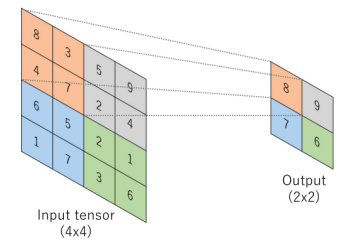 8 3 5 9
4 7 2 4
6 5 2 1
1 7 3 6
8 9
7 6
Input tensor
(4x4)
Output
(2x2)